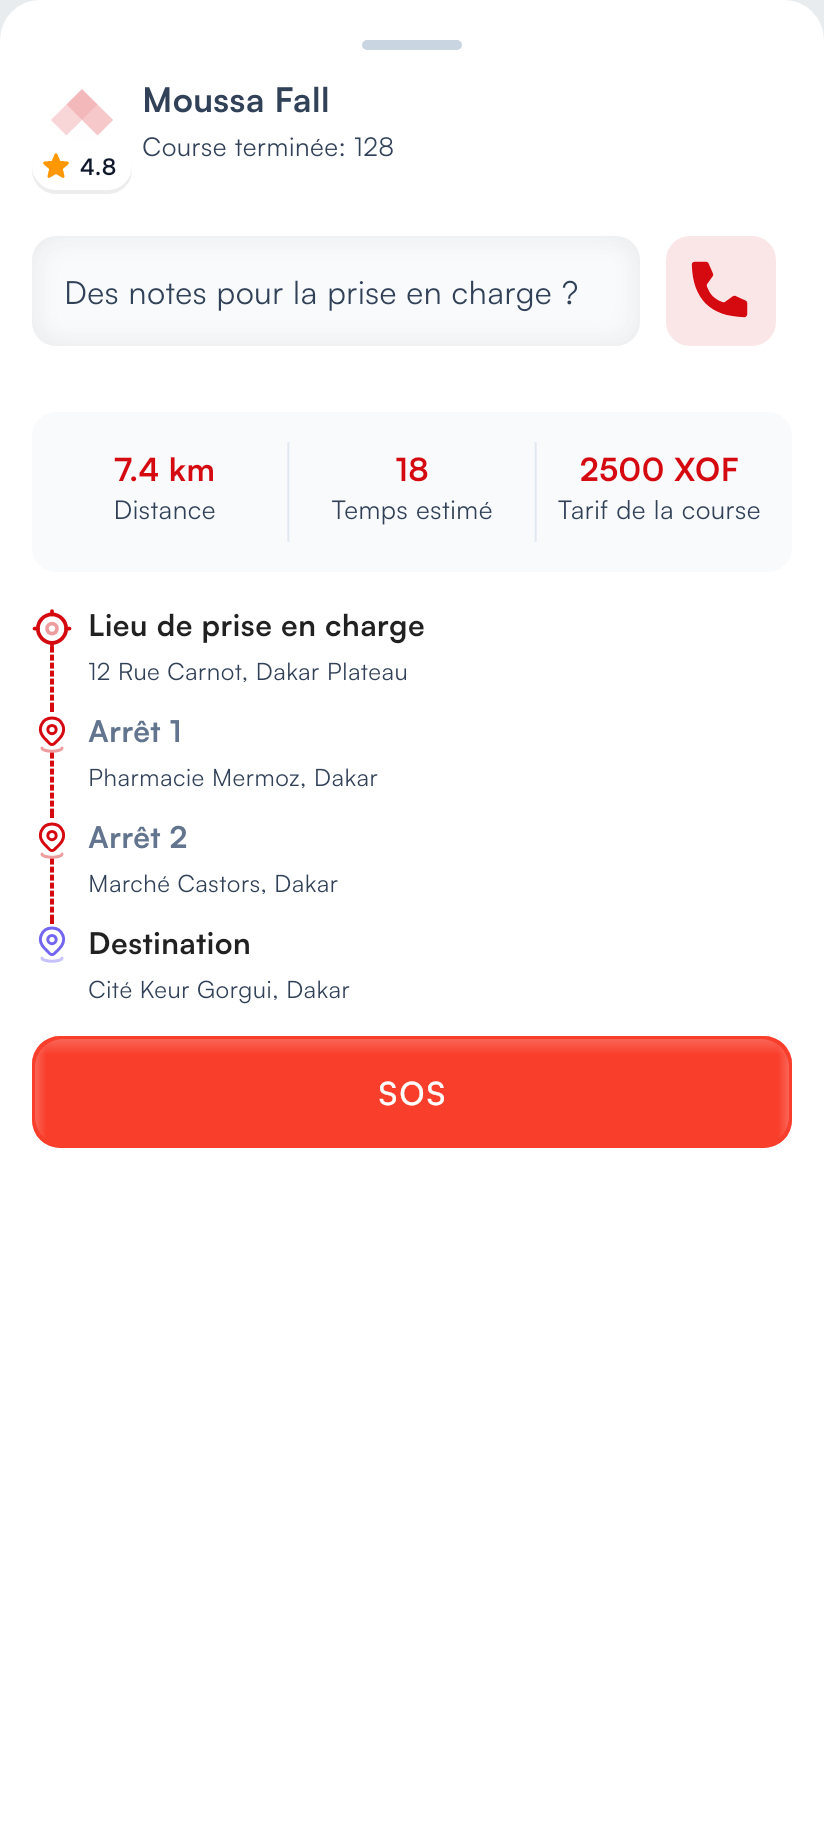 Moussa Fall
Course terminée: 128
4.8
Des notes pour la prise en charge ?
7.4 km
Distance
18
Temps estimé
2500 XOF
Tarif de la course
Lieu de prise en charge
12 Rue Carnot, Dakar Plateau
Arrêt 1
Pharmacie Mermoz, Dakar
Arrêt 2
Marché Castors, Dakar
Destination
Cité Keur Gorgui, Dakar
SOS